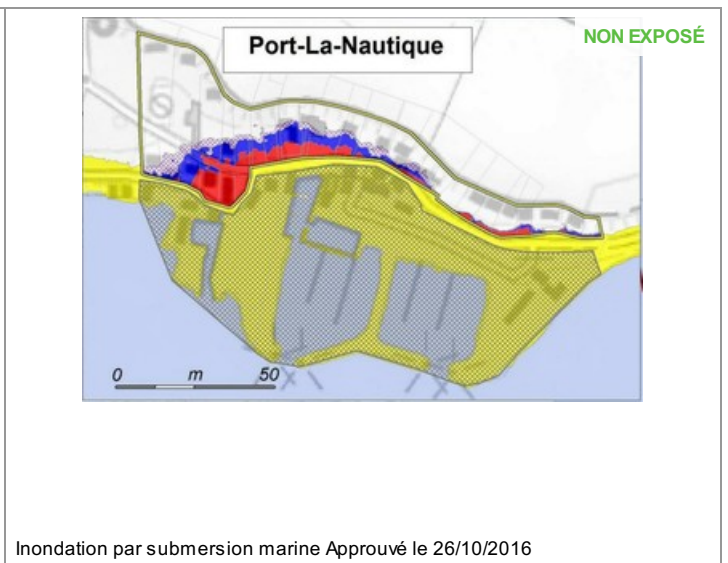 Port-La-Nautique
NON EXPOSÉ
0 m 50
Inondation par submersion marine Approuvé le 26/10/2016